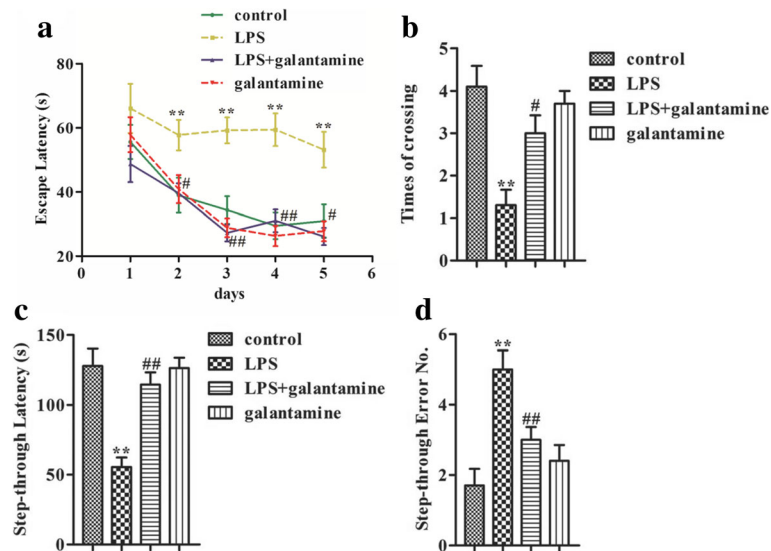 a
control
LPS
LPS+galantamine
galantamine
Escape Latency (s)
80
60
40
20
** ** ** **
# ## ## #
0 1 2 3 4 5 6
days
b
control
LPS
LPS+galantamine
galantamine
Times of crossing
5
4
3
2
1
0
**
#
c
control
LPS
LPS+galantamine
galantamine
Step-through Latency (s)
150
100
50
0
**
##
d
Step-through Error No.
6
4
2
0
**
##